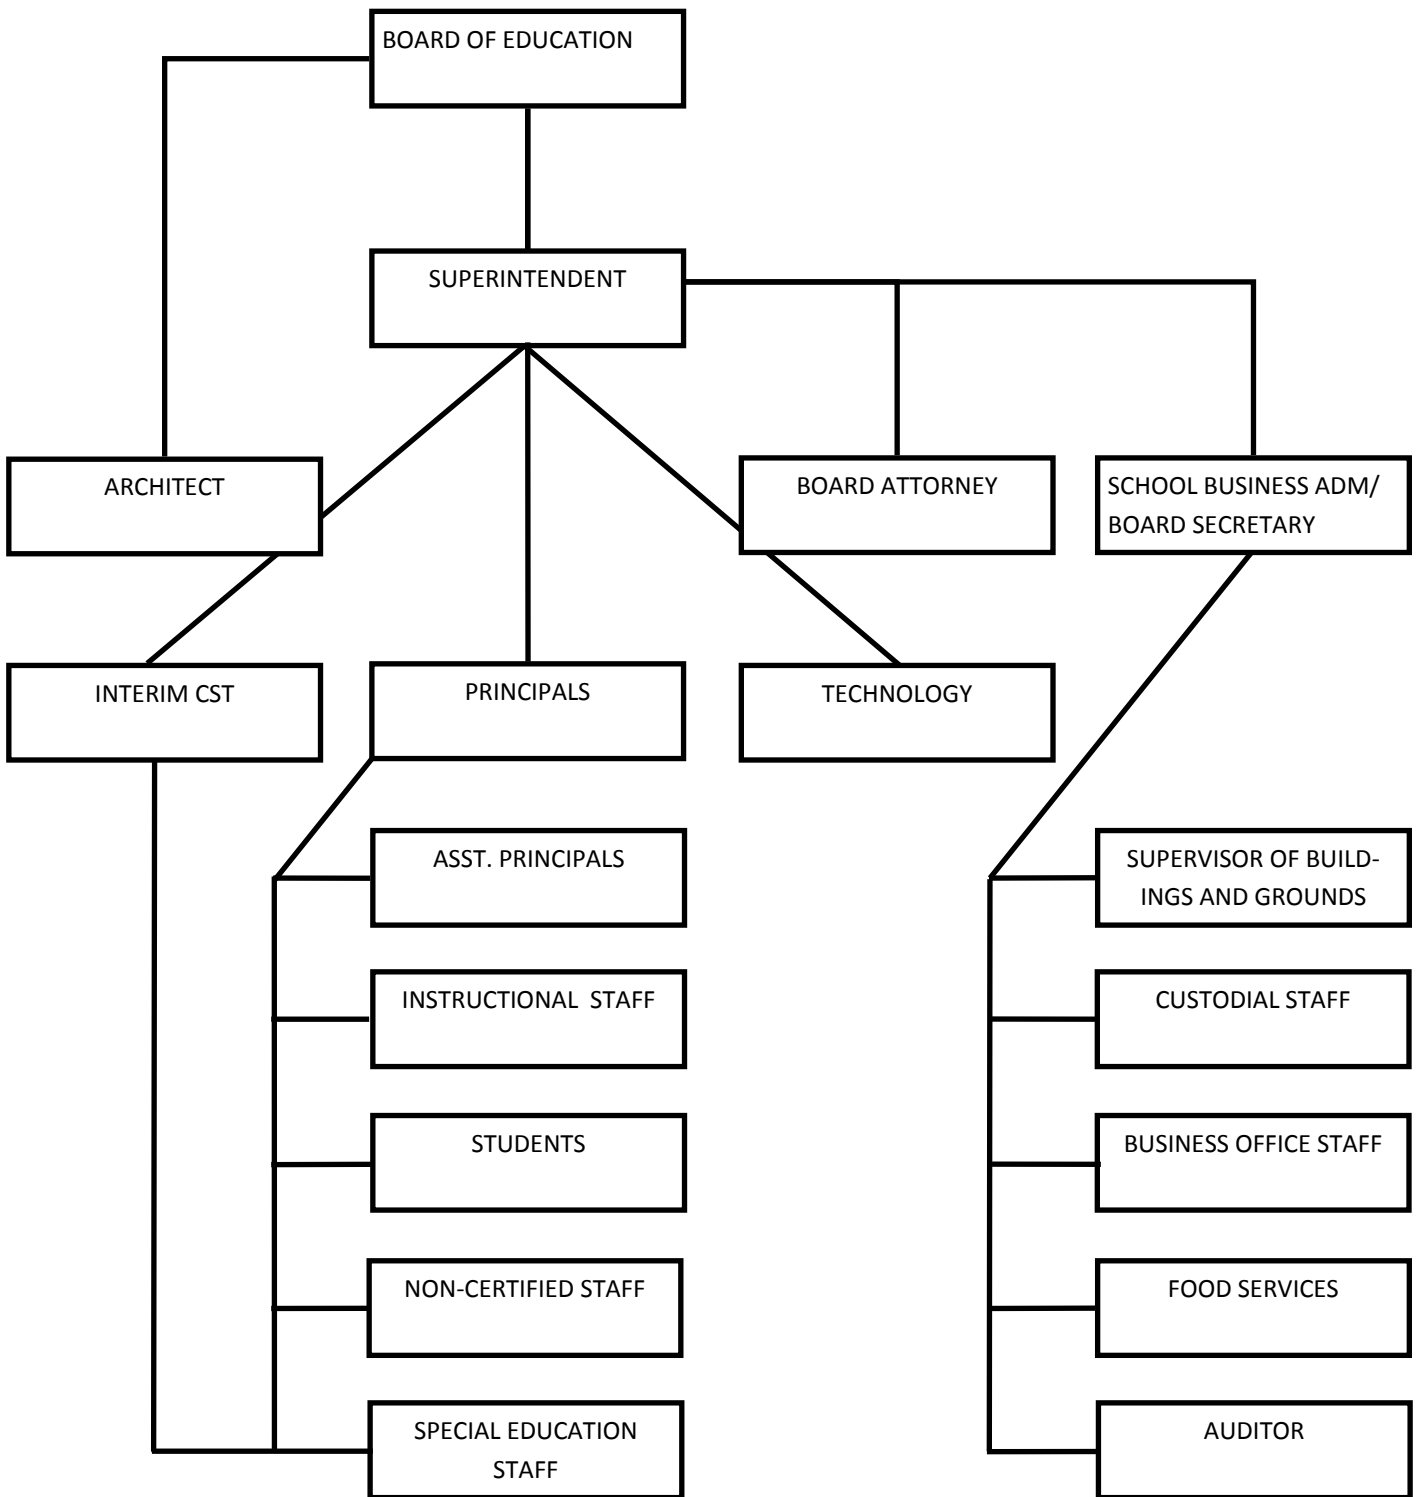 BOARD OF EDUCATION
SUPERINTENDENT
ARCHITECT
BOARD ATTORNEY
SCHOOL BUSINESS ADM/
BOARD SECRETARY
INTERIM CST
PRINCIPALS
TECHNOLOGY
ASST. PRINCIPALS
SUPERVISOR OF BUILD-
INGS AND GROUNDS
INSTRUCTIONAL  STAFF
CUSTODIAL STAFF
STUDENTS
BUSINESS OFFICE STAFF
NON-CERTIFIED STAFF
FOOD SERVICES
SPECIAL EDUCATION
STAFF
AUDITOR